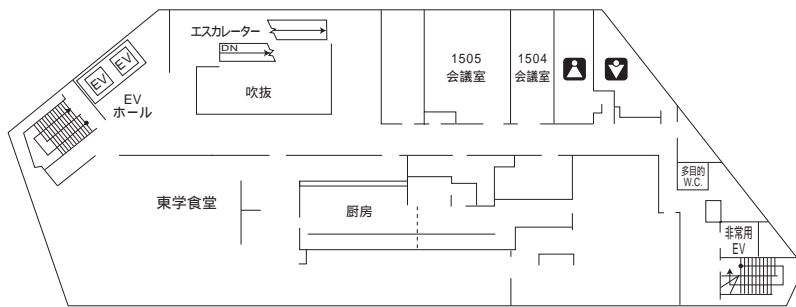 エスカレーター
DN
EV
EV
EV
ホール
吹抜
1505
会議室
1504
会議室
東学食堂
厨房
多目的
W.C.
非常用
EV